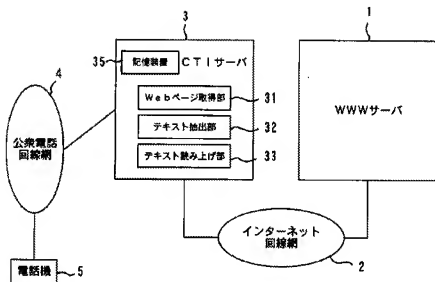 3
1
35
記憶装置
CTIサーバ
4
Webページ取得部
31
WWWサーバ
テキスト抽出部
32
公衆電話
回線網
テキスト読み上げ部
33
インターネット
回線網
2
電話機
5